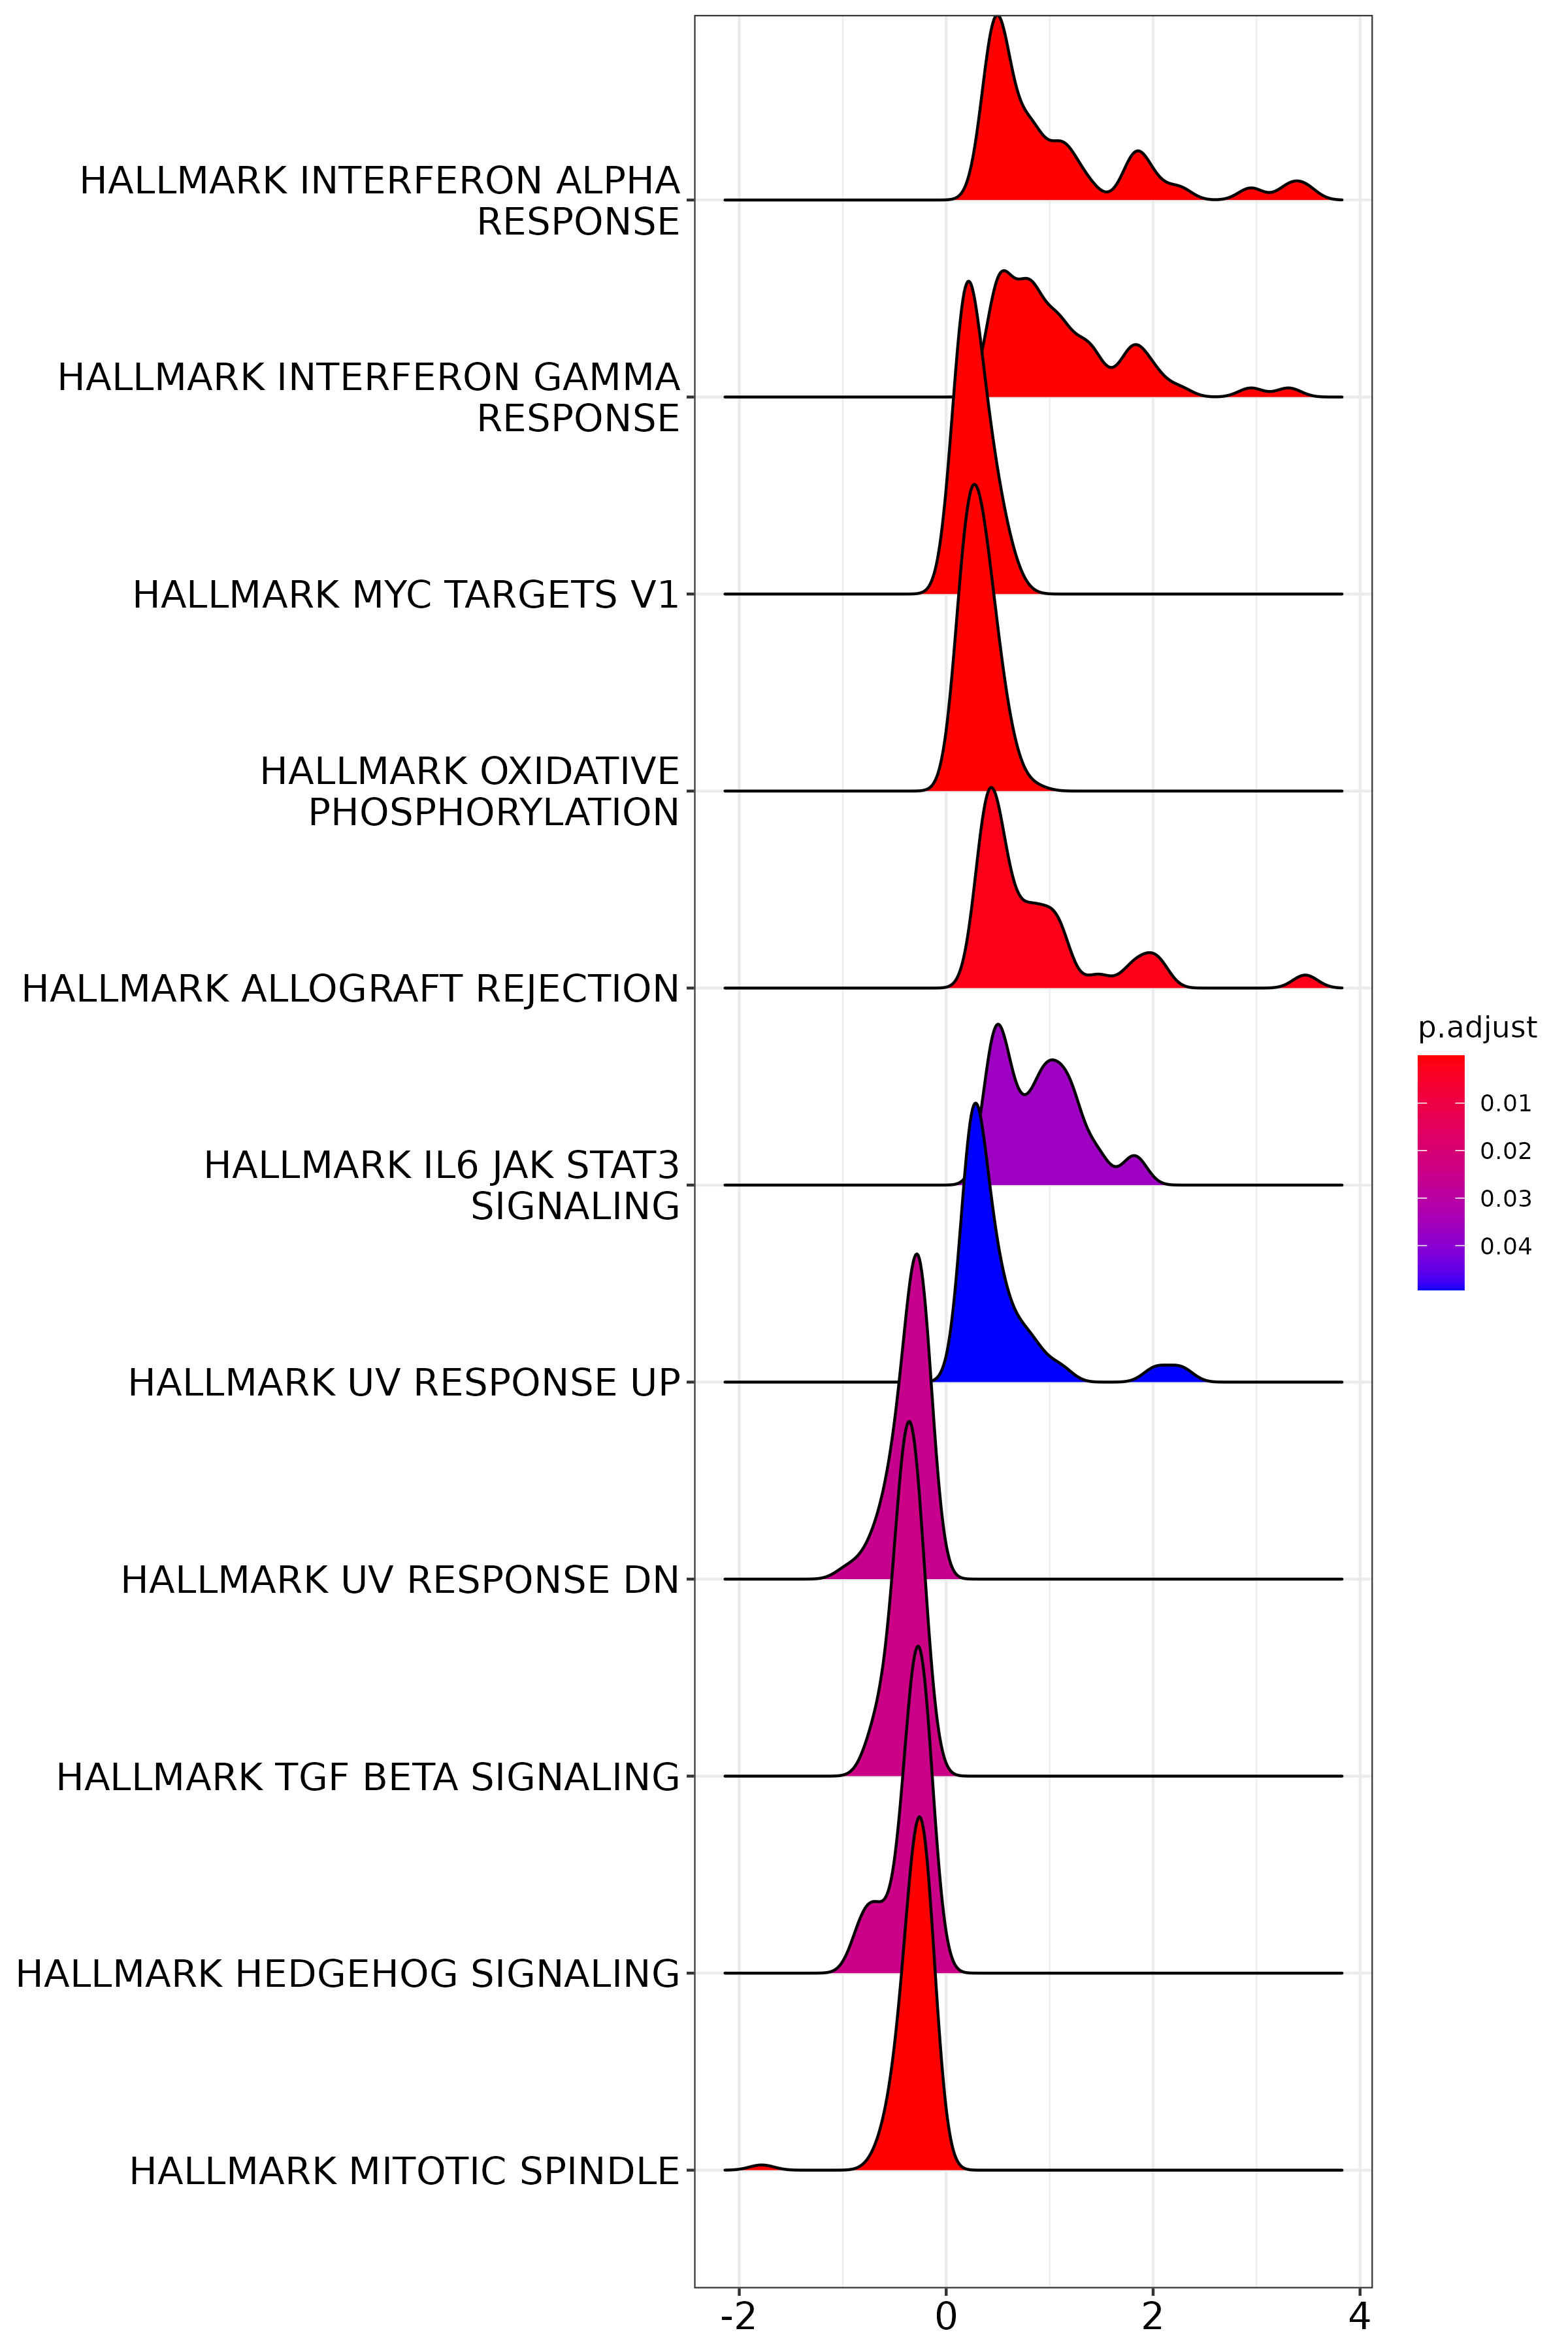 HALLMARK INTERFERON ALPHA
RESPONSE
HALLMARK INTERFERON GAMMA
RESPONSE
HALLMARK MYC TARGETS V1
HALLMARK OXIDATIVE
PHOSPHORYLATION
HALLMARK ALLOGRAFT REJECTION
HALLMARK IL6 JAK STAT3
SIGNALING
HALLMARK UV RESPONSE UP
HALLMARK UV RESPONSE DN
HALLMARK TGF BETA SIGNALING
HALLMARK HEDGEHOG SIGNALING
HALLMARK MITOTIC SPINDLE
-2 0 2 4
p.adjust
0.01
0.02
0.03
0.04